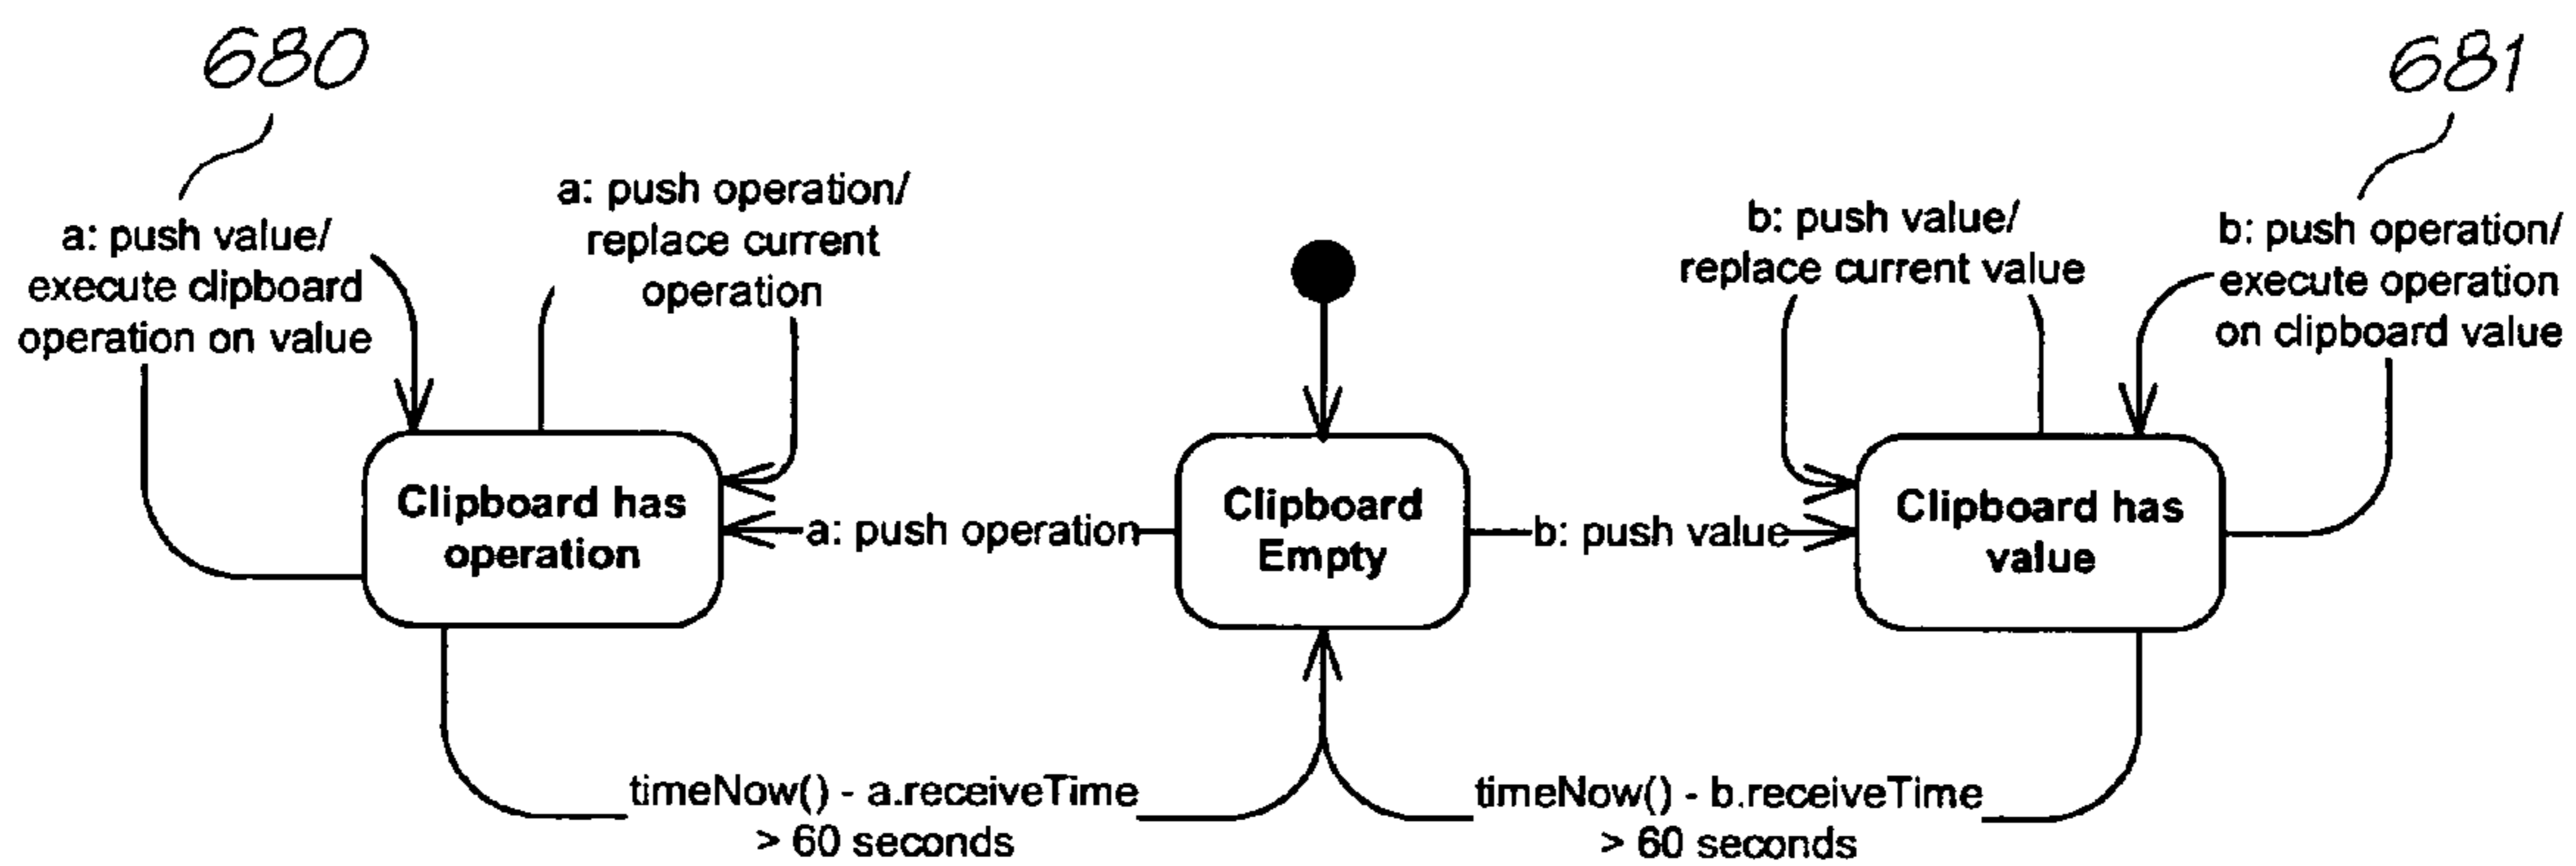 680
681
a: push value/
execute clipboard
operation on value
a: push operation/
replace current
operation
b: push value/
replace current value
b: push operation/
execute operation
on clipboard value
Clipboard has
operation
a: push operation
Clipboard
Empty
b: push value
Clipboard has
value
timeNow() - a.receiveTime
> 60 seconds
timeNow() - b.receiveTime
> 60 seconds